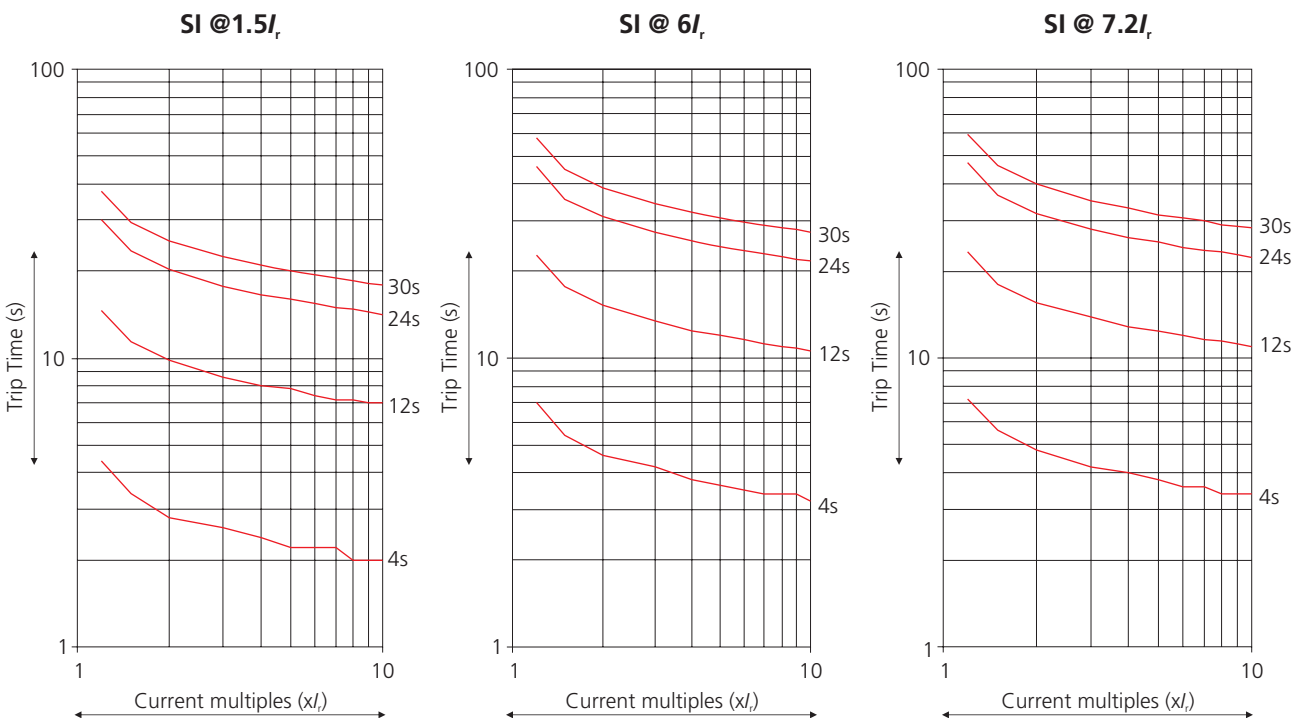 SI @1.5Ir
100
10
1
1
10
Trip Time (s)
Current multiples (xIr)
30s
24s
12s
4s
SI @ 6Ir
100
10
1
1
10
Trip Time (s)
Current multiples (xIr)
30s
24s
12s
4s
SI @ 7.2Ir
100
10
1
1
10
Trip Time (s)
Current multiples (xIr)
30s
24s
12s
4s